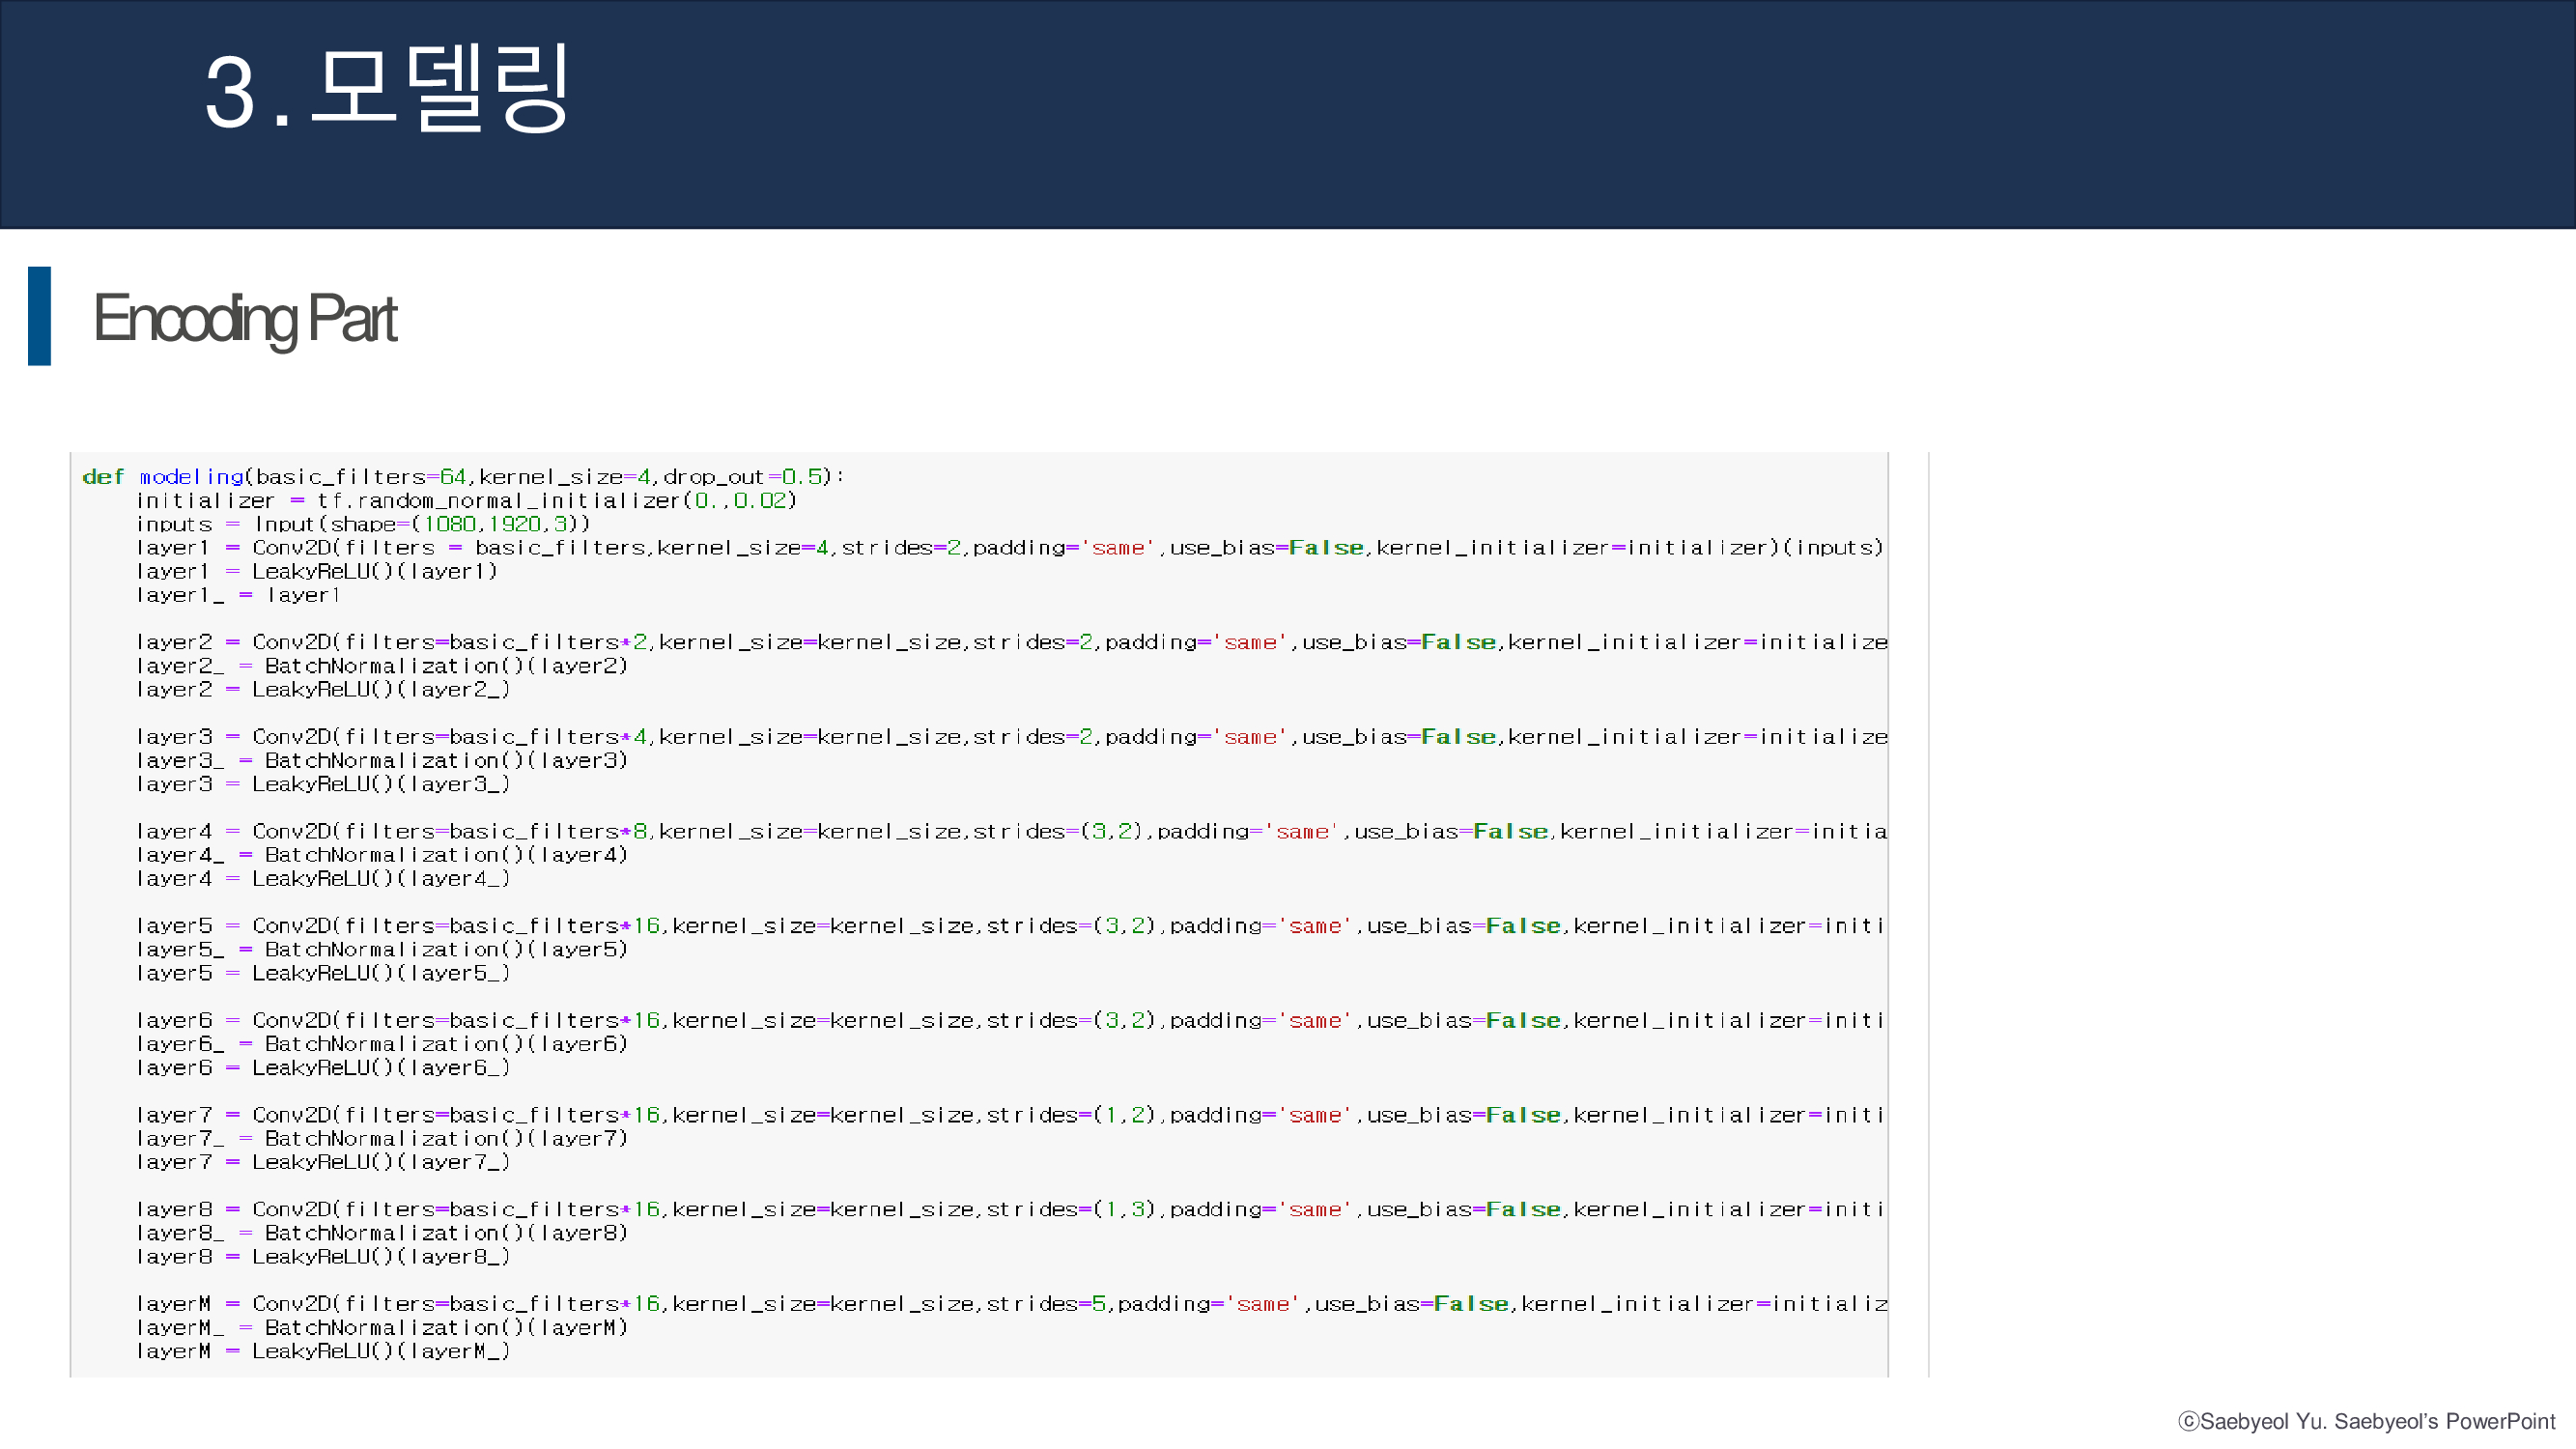 3.모델링
Encoding Part
def modeling(basic_filters=64,kernel_size=4,drop_out=0.5):
    initializer = tf.random_normal_initializer(0.,0.02)
    inputs = Input(shape=(1080,1920,3))
    layer1 = Conv2D(filters = basic_filters,kernel_size=4,strides=2,padding='same',use_bias=False,kernel_initializer=initializer)(inputs)
    layer1 = LeakyReLU()(layer1)
    layer1_ = layer1
    layer2 = Conv2D(filters=basic_filters*2,kernel_size=kernel_size,strides=2,padding='same',use_bias=False,kernel_initializer=initialize
    layer2_ = BatchNormalization()(layer2)
    layer2 = LeakyReLU()(layer2_)
    layer3 = Conv2D(filters=basic_filters*4,kernel_size=kernel_size,strides=2,padding='same',use_bias=False,kernel_initializer=initialize
    layer3_ = BatchNormalization()(layer3)
    layer3 = LeakyReLU()(layer3_)
    layer4 = Conv2D(filters=basic_filters*8,kernel_size=kernel_size,strides=(3,2),padding='same',use_bias=False,kernel_initializer=initia
    layer4_ = BatchNormalization()(layer4)
    layer4 = LeakyReLU()(layer4_)
    layer5 = Conv2D(filters=basic_filters*16,kernel_size=kernel_size,strides=(3,2),padding='same',use_bias=False,kernel_initializer=initi
    layer5_ = BatchNormalization()(layer5)
    layer5 = LeakyReLU()(layer5_)
    layer6 = Conv2D(filters=basic_filters*16,kernel_size=kernel_size,strides=(3,2),padding='same',use_bias=False,kernel_initializer=initi
    layer6_ = BatchNormalization()(layer6)
    layer6 = LeakyReLU()(layer6_)
    layer7 = Conv2D(filters=basic_filters*16,kernel_size=kernel_size,strides=(1,2),padding='same',use_bias=False,kernel_initializer=initi
    layer7_ = BatchNormalization()(layer7)
    layer7 = LeakyReLU()(layer7_)
    layer8 = Conv2D(filters=basic_filters*16,kernel_size=kernel_size,strides=(1,3),padding='same',use_bias=False,kernel_initializer=initi
    layer8_ = BatchNormalization()(layer8)
    layer8 = LeakyReLU()(layer8_)
    layerM = Conv2D(filters=basic_filters*16,kernel_size=kernel_size,strides=5,padding='same',use_bias=False,kernel_initializer=initializ
    layerM_ = BatchNormalization()(layerM)
    layerM = LeakyReLU()(layerM_)
ⓒSaebyeol Yu. Saebyeol’s PowerPoint